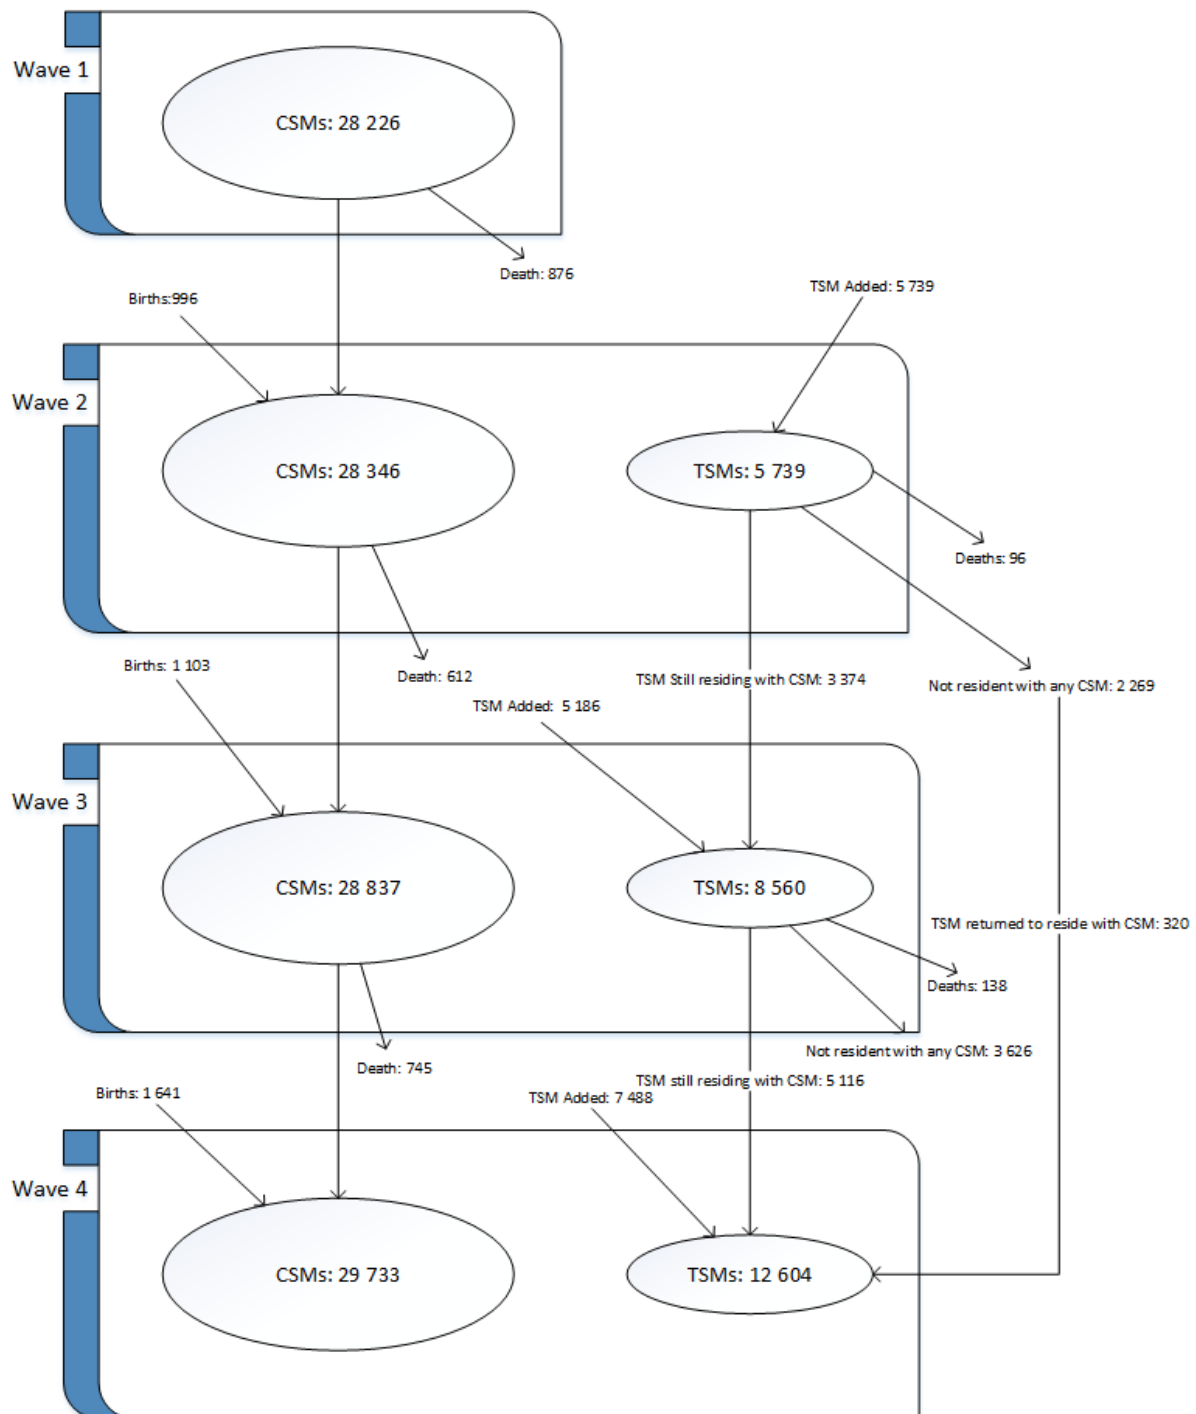 Wave 1
CSMs: 28 226
Death: 876
TSM Added: 5 739
Births:996
Wave 2
CSMs: 28 346
TSMs: 5 739
Deaths: 96
Births: 1 103
Death: 612
TSM Still residing with CSM: 3 374
Not resident with any CSM: 2 269
TSM Added:  5 186
Wave 3
CSMs: 28 837
TSMs: 8 560
TSM returned to reside with CSM: 320
Deaths: 138
Not resident with any CSM: 3 626
Death: 745
TSM still residing with CSM: 5 116
Births: 1 641
TSM Added: 7 488
Wave 4
CSMs: 29 733
TSMs: 12 604